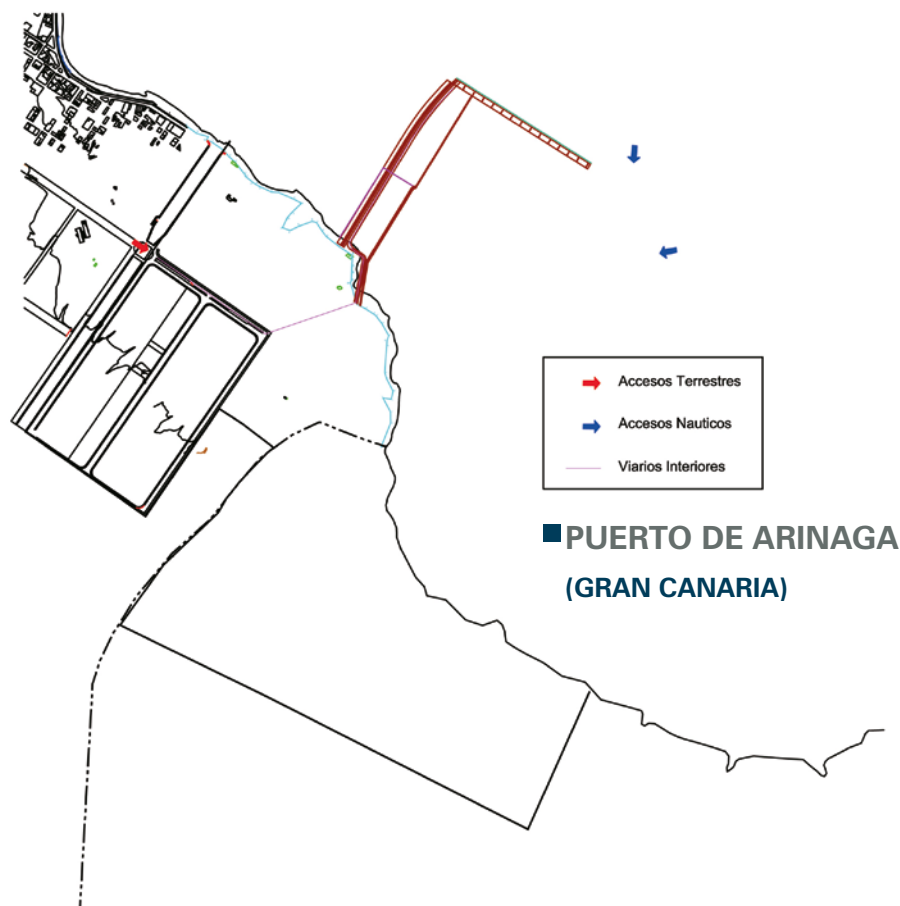 Accesos Terrestres
Accesos Nauticos
Viarios Interiores
PUERTO DE ARINAGA
(GRAN CANARIA)